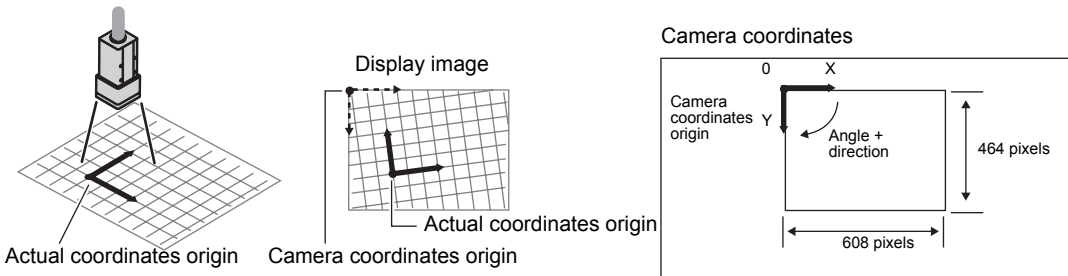 Display image
Actual coordinates origin
Actual coordinates origin
Camera coordinates origin
Camera coordinates
0 X
Camera
coordinates
origin
Y
Angle +
direction
464 pixels
608 pixels